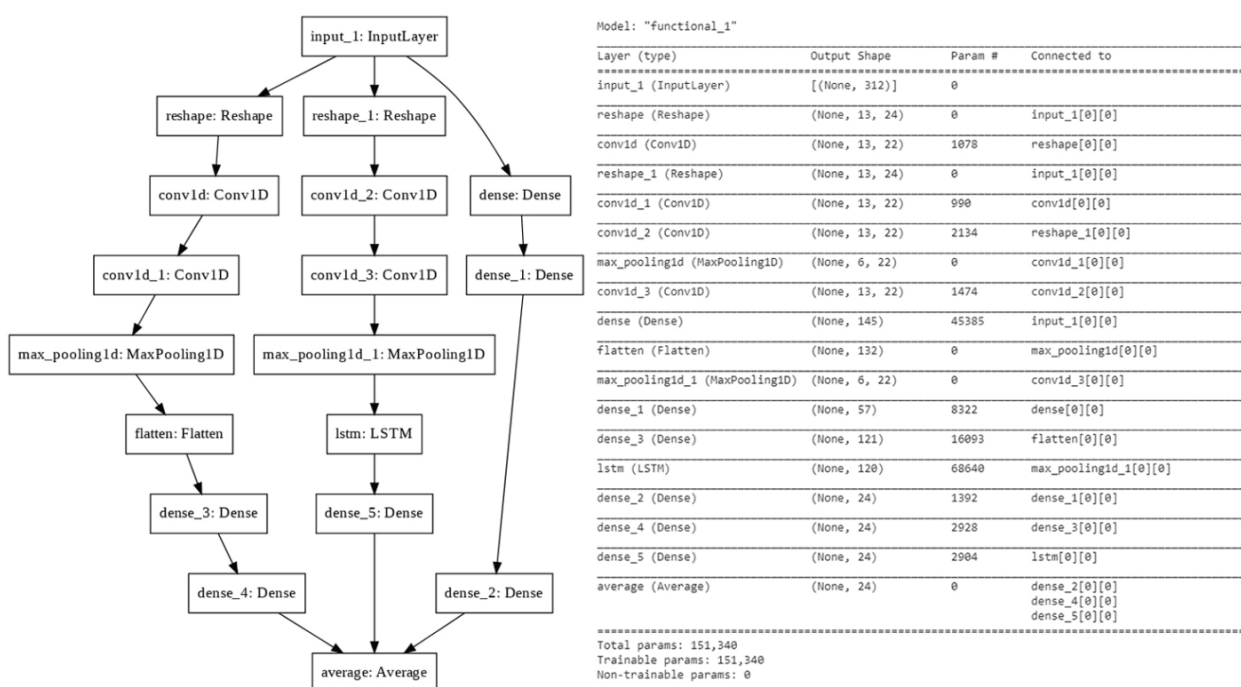 input_1: InputLayer
reshape: Reshape
reshape_1: Reshape
conv1d: Conv1D
conv1d_2: Conv1D
dense: Dense
conv1d_1: Conv1D
conv1d_3: Conv1D
dense_1: Dense
max_pooling1d: MaxPooling1D
max_pooling1d_1: MaxPooling1D
flatten: Flatten
lstm: LSTM
dense_3: Dense
dense_5: Dense
dense_4: Dense
dense_2: Dense
average: Average
Model: "functional_1"
Layer (type) Output Shape Param # Connected to
input_1 (InputLayer) [(None, 312)] 0
reshape (Reshape) (None, 13, 24) 0 input_1[0][0]
conv1d (Conv1D) (None, 13, 22) 1078 reshape[0][0]
reshape_1 (Reshape) (None, 13, 24) 0 input_1[0][0]
conv1d_1 (Conv1D) (None, 13, 22) 990 conv1d[0][0]
conv1d_2 (Conv1D) (None, 13, 22) 2134 reshape_1[0][0]
max_pooling1d (MaxPooling1D) (None, 6, 22) 0 conv1d_1[0][0]
conv1d_3 (Conv1D) (None, 13, 22) 1474 conv1d_2[0][0]
dense (Dense) (None, 145) 45385 input_1[0][0]
flatten (Flatten) (None, 132) 0 max_pooling1d[0][0]
max_pooling1d_1 (MaxPooling1D) (None, 6, 22) 0 conv1d_3[0][0]
dense_1 (Dense) (None, 57) 8322 dense[0][0]
dense_3 (Dense) (None, 121) 16093 flatten[0][0]
lstm (LSTM) (None, 120) 68640 max_pooling1d_1[0][0]
dense_2 (Dense) (None, 24) 1392 dense_1[0][0]
dense_4 (Dense) (None, 24) 2928 dense_3[0][0]
dense_5 (Dense) (None, 24) 2904 lstm[0][0]
average (Average) (None, 24) 0 dense_2[0][0]
dense_4[0][0]
dense_5[0][0]
Total params: 151,340
Trainable params: 151,340
Non-trainable params: 0